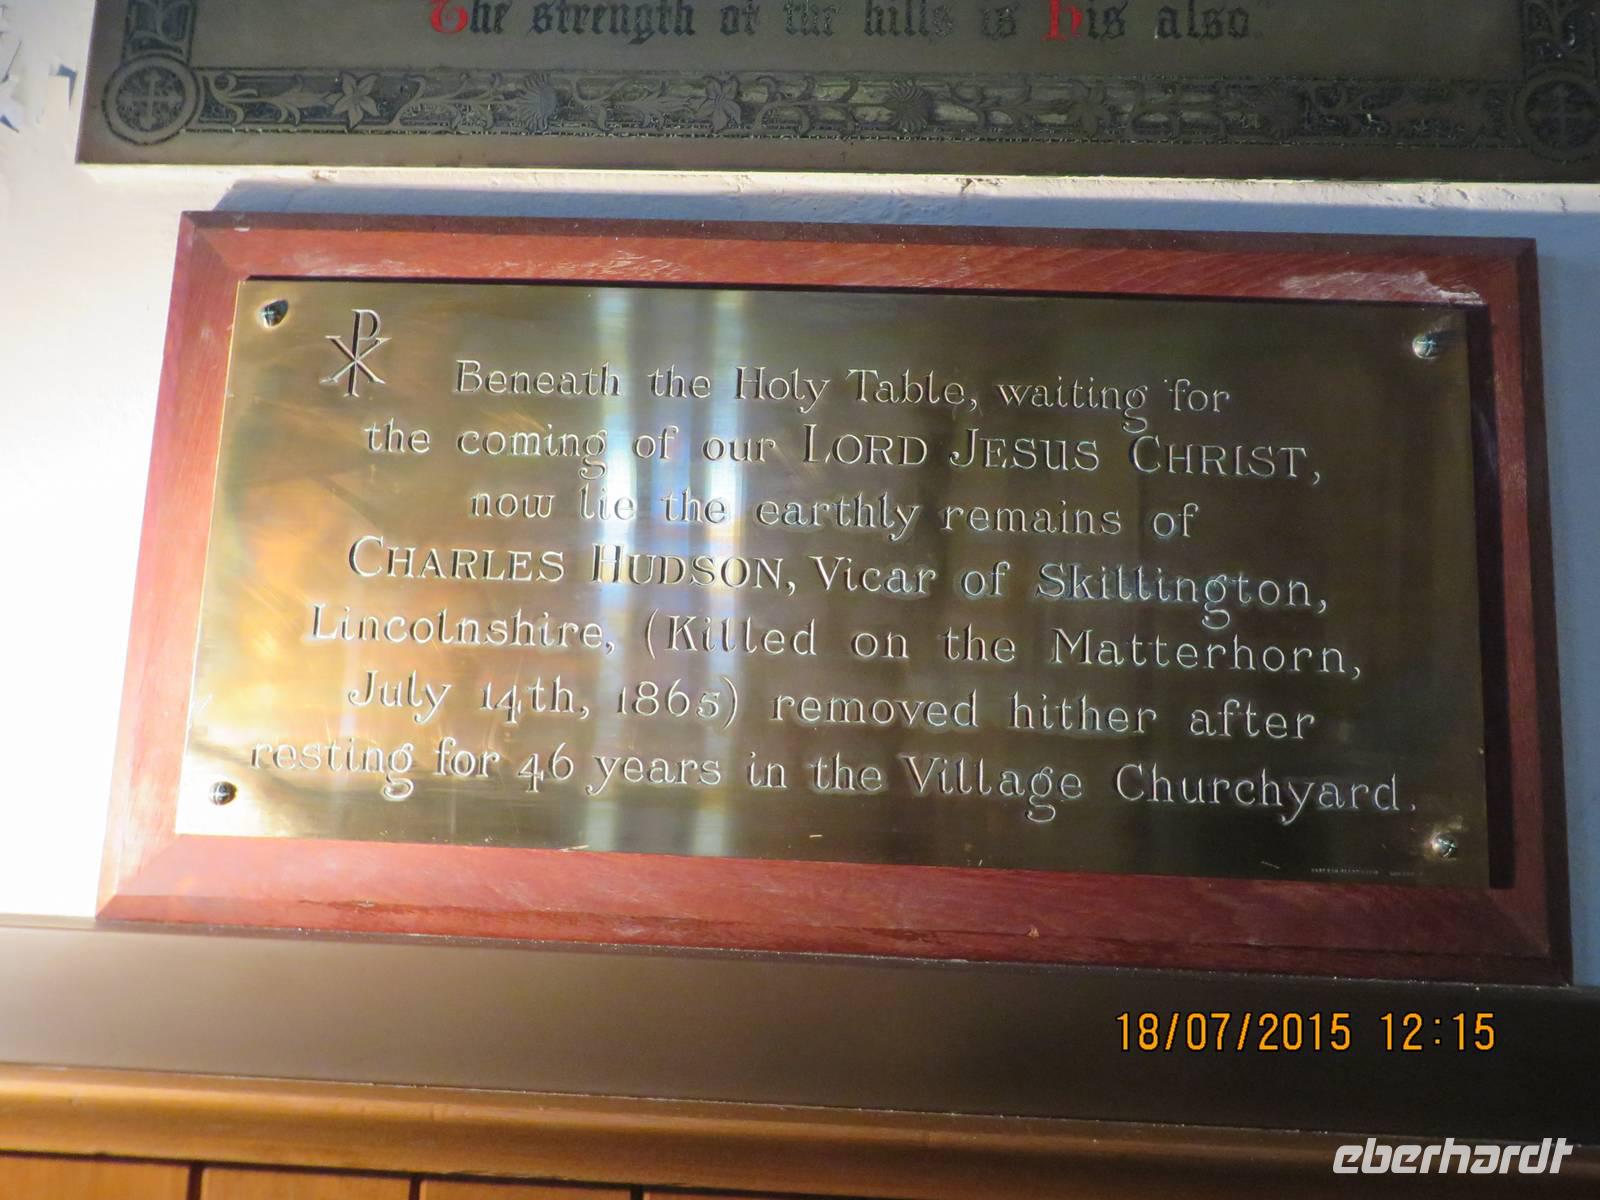 The strength of the hills is His also."
Beneath the Holy Table, waiting for
the coming of our LORD JESUS CHRIST,
now lie the earthly remains of
CHARLES HUDSON, Vicar of Skillington,
Lincolnshire, (Killed on the Matterhorn,
July 14th, 1865) removed hither after
resting for 46 years in the Village Churchyard.
18/07/2015 12:15
eberhardt